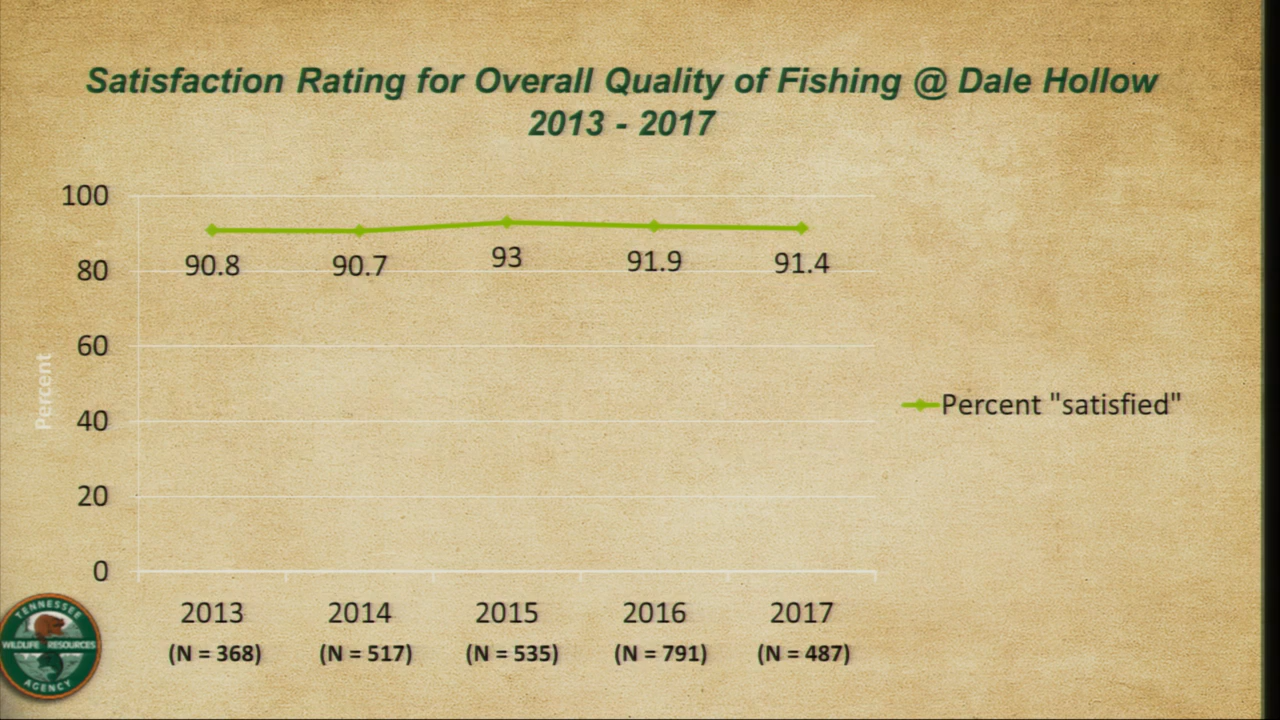 Satisfaction Rating for Overall Quality of Fishing @ Dale Hollow
2013 - 2017
100
80
60
40
20
0
Percent
90.8
90.7
93
91.9
91.4
Percent "satisfied"
2013
2014
2015
2016
2017
(N = 368)
(N = 517)
(N = 535)
(N = 791)
(N = 487)
TENNESSEE
WILDLIFE RESOURCES
AGENCY